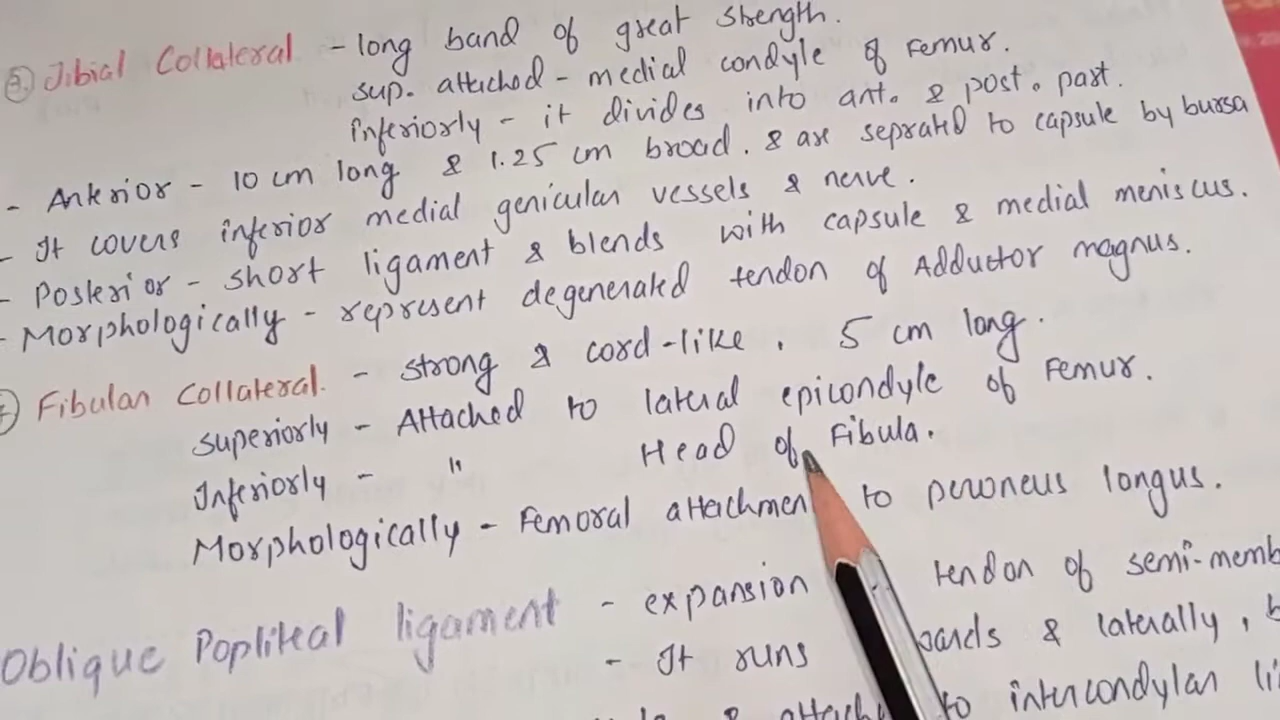 ③ Tibial Collateral - long band of great strength.
sup. attached - medial condyle of Femur.
inferiorly - it divides into ant. & post. part.
- Anterior - 10 cm long & 1.25 cm broad. & are seprated to capsule by bursa
- It covers inferior medial genicular vessels & nerve.
- Posterior - short ligament & blends with capsule & medial meniscus.
- Morphologically - represent degenerated tendon of Adductor magnus.
Fibular Collateral. - strong & cord-like. 5 cm long.
Superiorly - Attached to lateral epicondyle of Femur.
Inferiorly - " Head of Fibula.
Morphologically - Femoral attachment to peroneus longus.
Oblique Popliteal ligament - expansion tendon of semi-memb
- It runs & laterally,
& to intercondylar